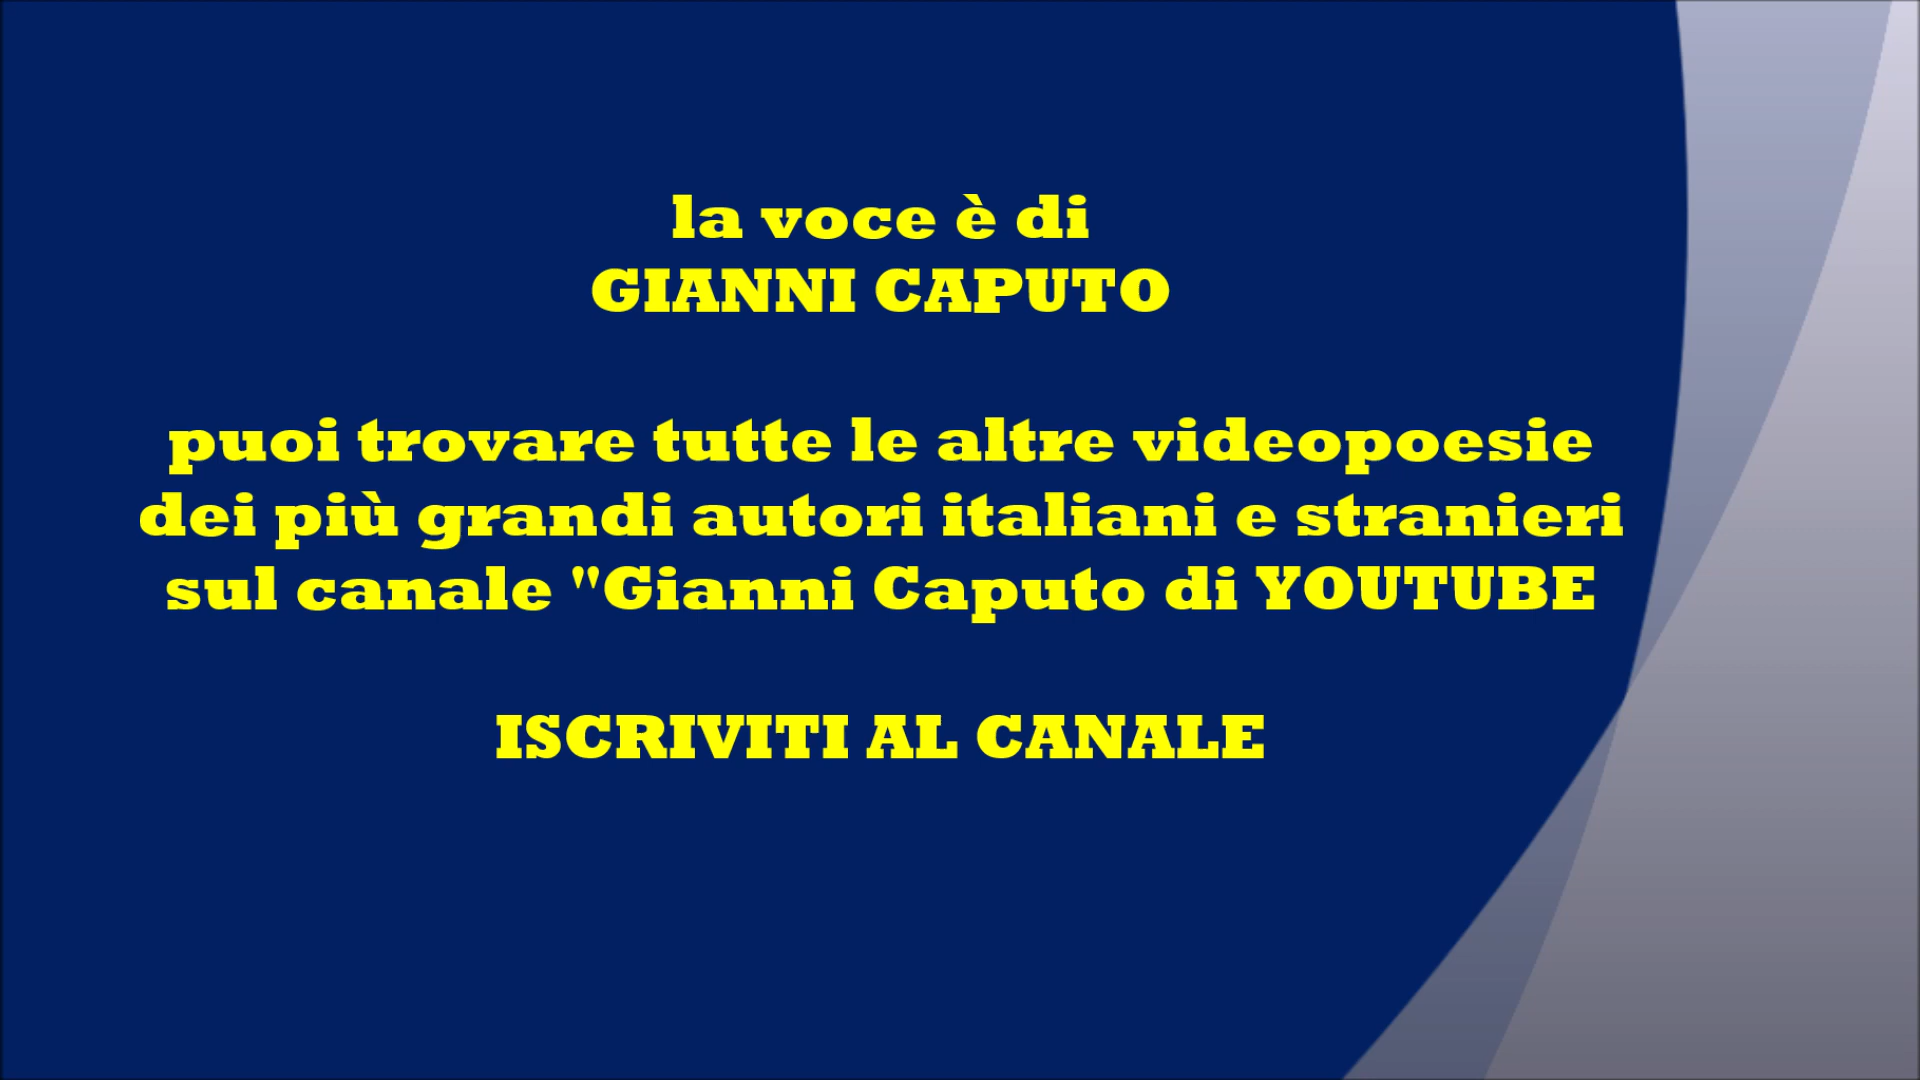 la voce è di
GIANNI CAPUTO
puoi trovare tutte le altre videopoesie
dei più grandi autori italiani e stranieri
sul canale "Gianni Caputo di YOUTUBE
ISCRIVITI AL CANALE